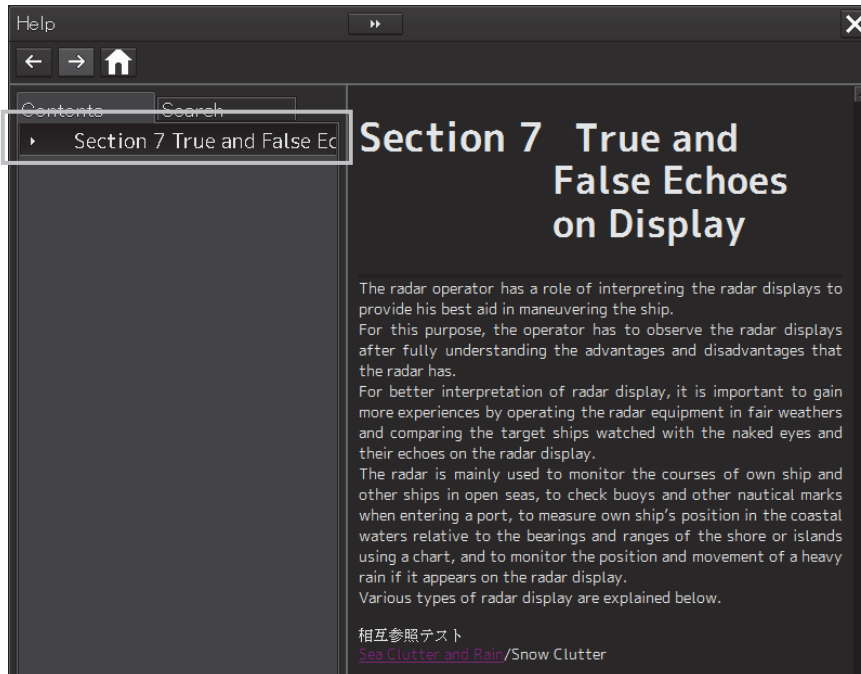 Help
Contents Search
Section 7 True and False Ec
Section 7 True and
False Echoes
on Display
The radar operator has a role of interpreting the radar displays to
provide his best aid in maneuvering the ship.
For this purpose, the operator has to observe the radar displays
after fully understanding the advantages and disadvantages that
the radar has.
For better interpretation of radar display, it is important to gain
more experiences by operating the radar equipment in fair weathers
and comparing the target ships watched with the naked eyes and
their echoes on the radar display.
The radar is mainly used to monitor the courses of own ship and
other ships in open seas, to check buoys and other nautical marks
when entering a port, to measure own ship's position in the coastal
waters relative to the bearings and ranges of the shore or islands
using a chart, and to monitor the position and movement of a heavy
rain if it appears on the radar display.
Various types of radar display are explained below.
相互参照テスト
Sea Clutter and Rain/Snow Clutter